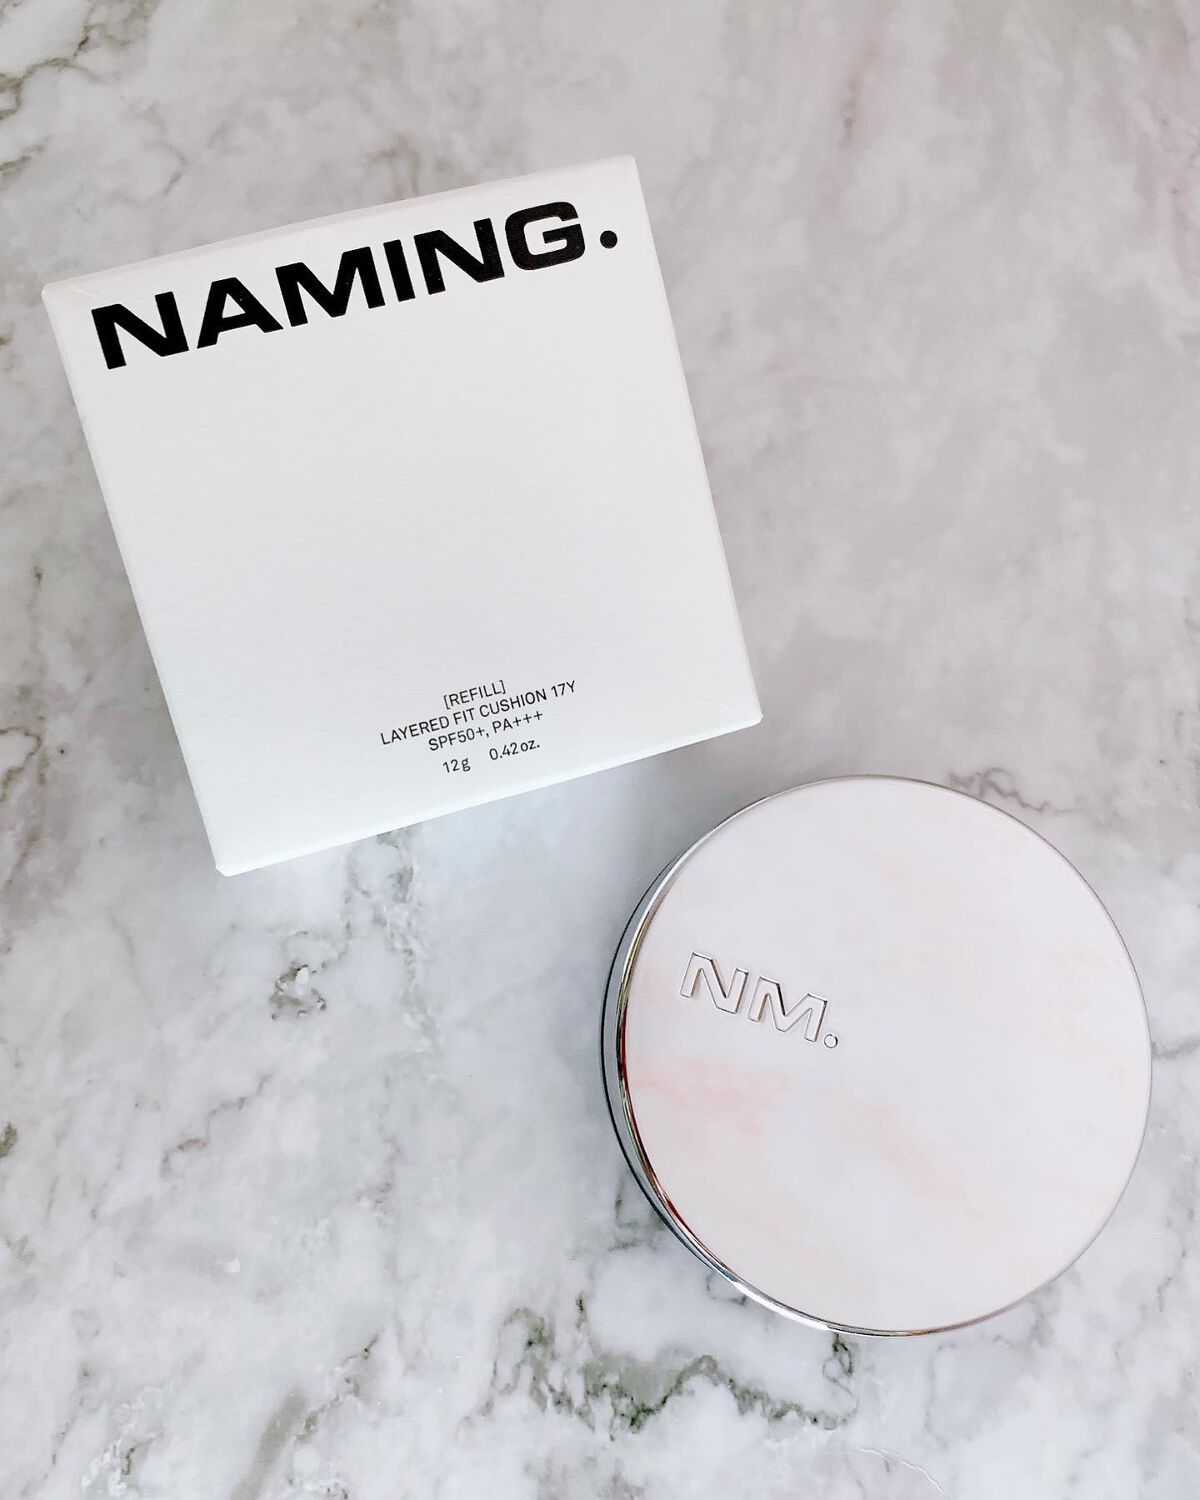 NAMING.
[REFILL]
LAYERED FIT CUSHION 17Y
SPF50+, PA+++
12g 0.42oz.
NM.